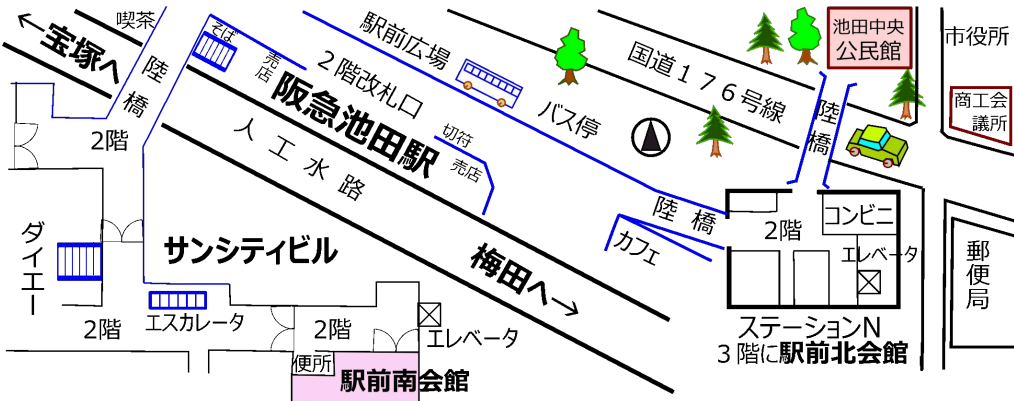 喫茶
←宝塚へ
陸橋
2階
そば
売店
駅前広場
2階改札口
阪急池田駅
切符
売店
人工水路
バス停
国道176号線
池田中央
公民館
市役所
商工会
議所
陸橋
陸橋
カフェ
2階
コンビニ
エレベータ
郵便局
ステーションN
3階に駅前北会館
梅田へ→
サンシティビル
ダイエー
エスカレータ
2階
2階
エレベータ
便所
駅前南会館